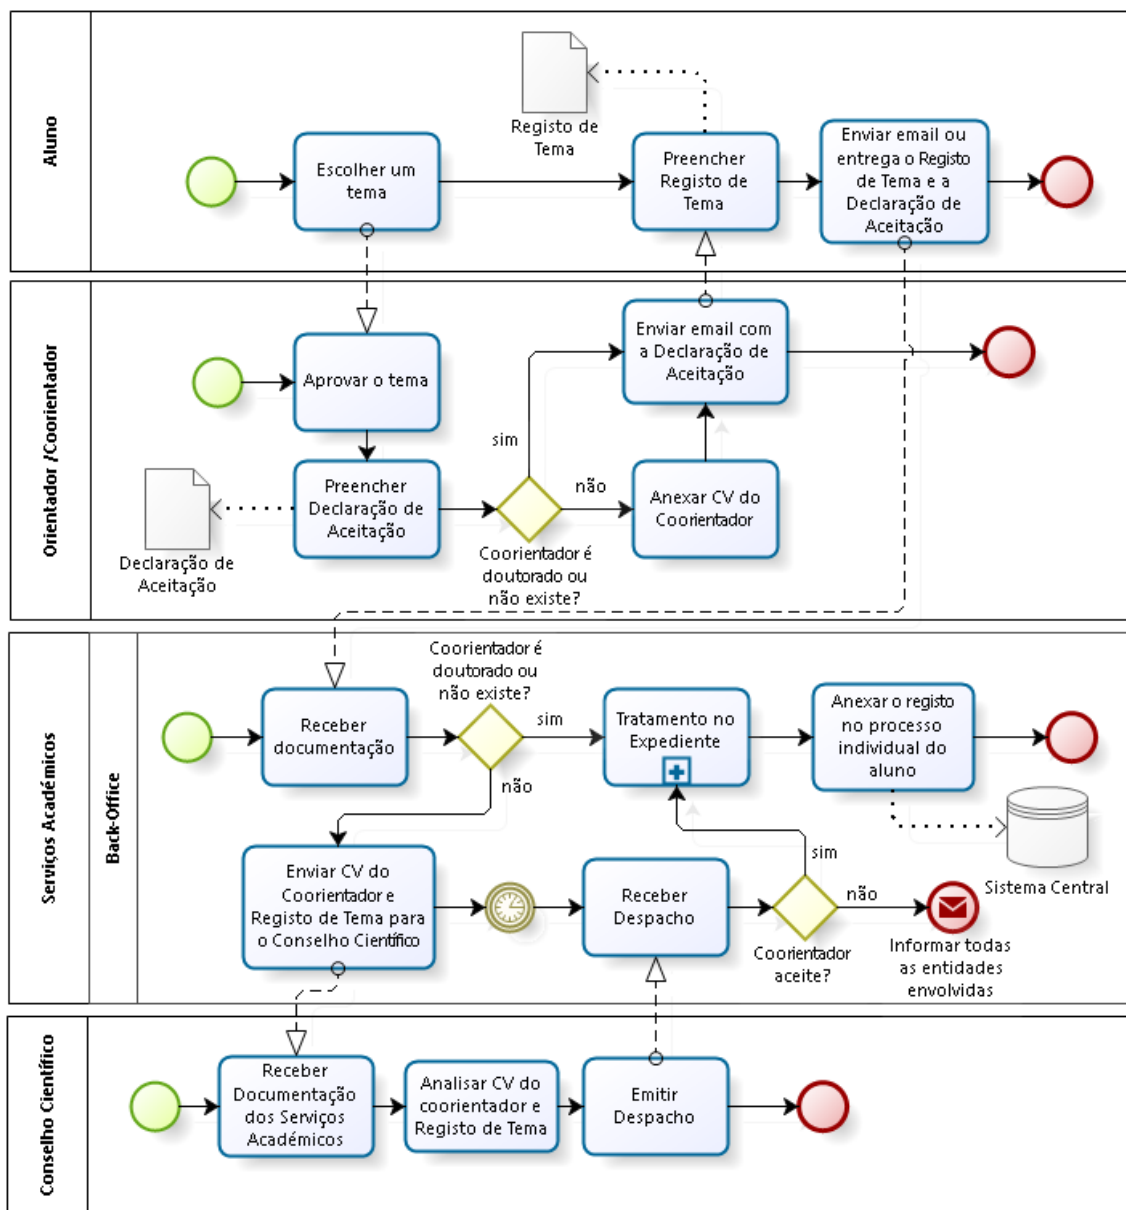 Aluno
Registo de
Tema
Escolher um
tema
Preencher
Registo de
Tema
Enviar email ou
entrega o Registo
de Tema e a
Declaração de
Aceitação
Orientador /Coorientador
Aprovar o tema
Enviar email com
a Declaração de
Aceitação
sim
Preencher
Declaração de
Aceitação
não
Anexar CV do
Coorientador
Declaração de
Aceitação
Coorientador é
doutorado ou
não existe?
Serviços Académicos
Back-Office
Coorientador é
doutorado ou
não existe?
Receber
documentação
sim
não
Tratamento no
Expediente
Anexar o registo
no processo
individual do
aluno
Sistema Central
Enviar CV do
Coorientador e
Registo de Tema para
o Conselho Científico
Receber
Despacho
sim
não
Coorientador
aceite?
Informar todas
as entidades
envolvidas
Conselho Científico
Receber
Documentação
dos Serviços
Académicos
Analisar CV do
coorientador e
Registo de Tema
Emitir
Despacho